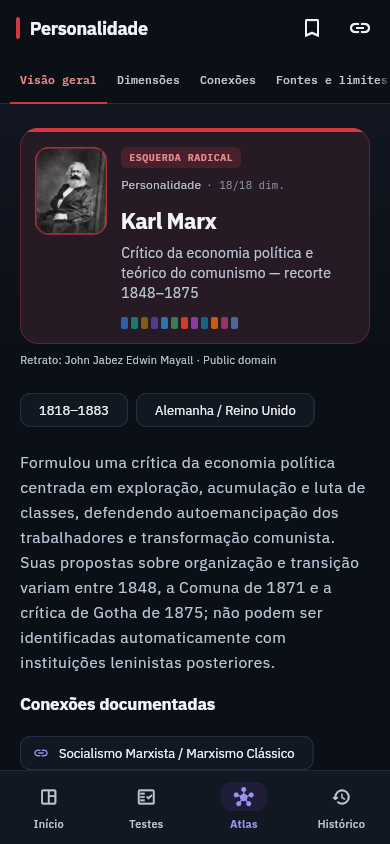 Personalidade
Visão geral Dimensões Conexões Fontes e limites
ESQUERDA RADICAL
Personalidade · 18/18 dim.
Karl Marx
Crítico da economia política e
teórico do comunismo — recorte
1848–1875
Retrato: John Jabez Edwin Mayall · Public domain
1818–1883 Alemanha / Reino Unido
Formulou uma crítica da economia política
centrada em exploração, acumulação e luta de
classes, defendendo autoemancipação dos
trabalhadores e transformação comunista.
Suas propostas sobre organização e transição
variam entre 1848, a Comuna de 1871 e a
crítica de Gotha de 1875; não podem ser
identificadas automaticamente com
instituições leninistas posteriores.
Conexões documentadas
Socialismo Marxista / Marxismo Clássico
Início Testes Atlas Histórico